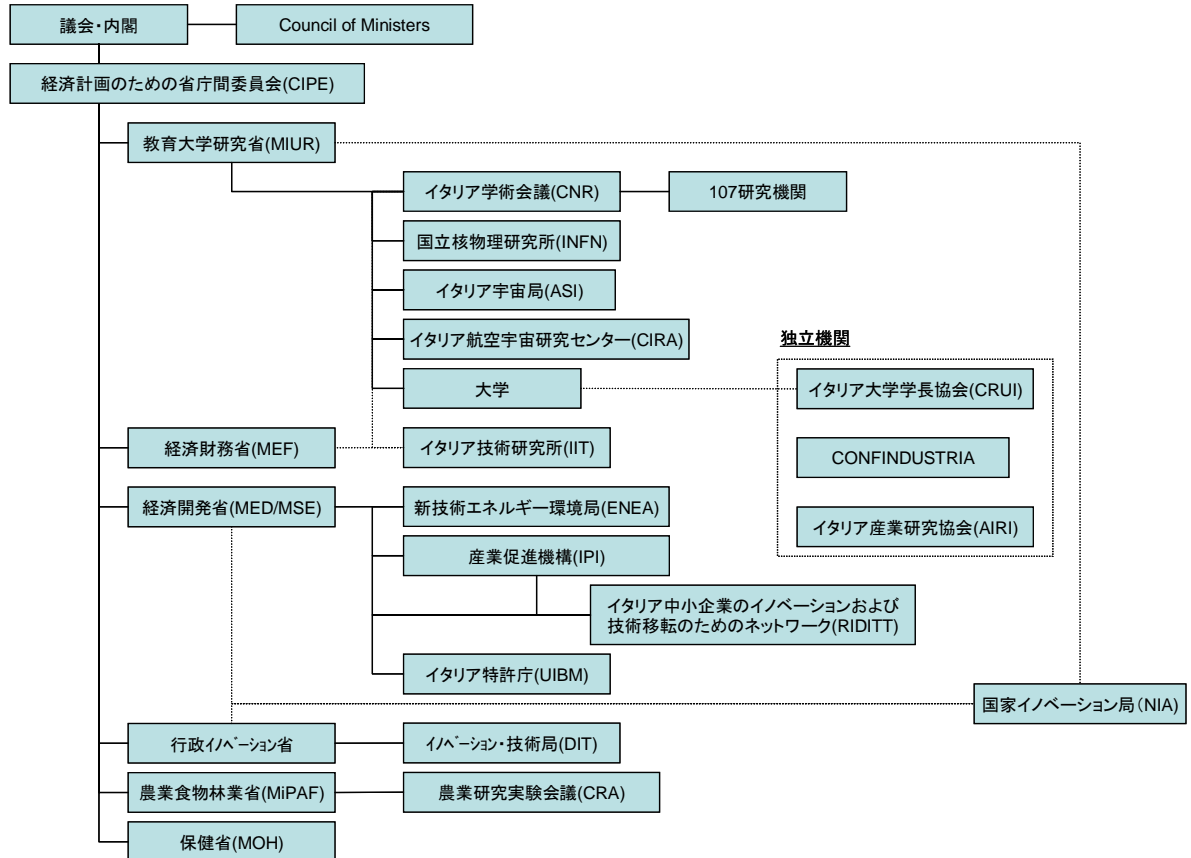 議会・内閣
Council of Ministers
経済計画のための省庁間委員会(CIPE)
教育大学研究省(MIUR)
イタリア学術会議(CNR)
107研究機関
国立核物理研究所(INFN)
イタリア宇宙局(ASI)
イタリア航空宇宙研究センター(CIRA)
独立機関
大学
イタリア大学学長協会(CRUI)
経済財務省(MEF)
イタリア技術研究所(IIT)
CONFINDUSTRIA
経済開発省(MED/MSE)
新技術エネルギー環境局(ENEA)
イタリア産業研究協会(AIRI)
産業促進機構(IPI)
イタリア中小企業のイノベーションおよび
技術移転のためのネットワーク(RIDITT)
イタリア特許庁(UIBM)
国家イノベーション局(NIA)
行政イノベーション省
イノベーション・技術局(DIT)
農業食物林業省(MiPAF)
農業研究実験会議(CRA)
保健省(MOH)